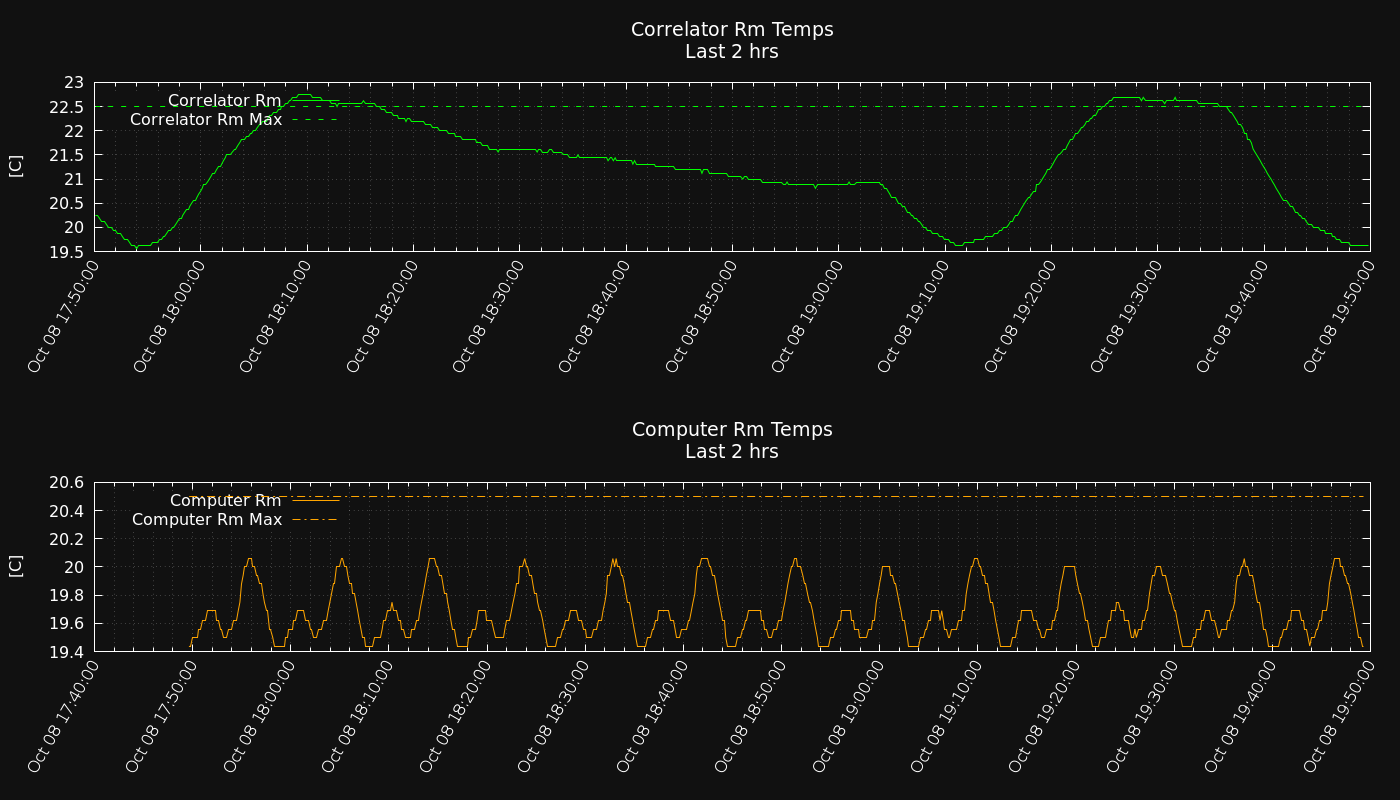 Correlator Rm Temps
Last 2 hrs
23
22.5
22
21.5
21
20.5
20
19.5
[C]
Correlator Rm
Correlator Rm Max
Oct 08 17:50:00
Oct 08 18:00:00
Oct 08 18:10:00
Oct 08 18:20:00
Oct 08 18:30:00
Oct 08 18:40:00
Oct 08 18:50:00
Oct 08 19:00:00
Oct 08 19:10:00
Oct 08 19:20:00
Oct 08 19:30:00
Oct 08 19:40:00
Oct 08 19:50:00
Computer Rm Temps
Last 2 hrs
20.6
20.4
20.2
20
19.8
19.6
19.4
[C]
Computer Rm
Computer Rm Max
Oct 08 17:40:00
Oct 08 17:50:00
Oct 08 18:00:00
Oct 08 18:10:00
Oct 08 18:20:00
Oct 08 18:30:00
Oct 08 18:40:00
Oct 08 18:50:00
Oct 08 19:00:00
Oct 08 19:10:00
Oct 08 19:20:00
Oct 08 19:30:00
Oct 08 19:40:00
Oct 08 19:50:00